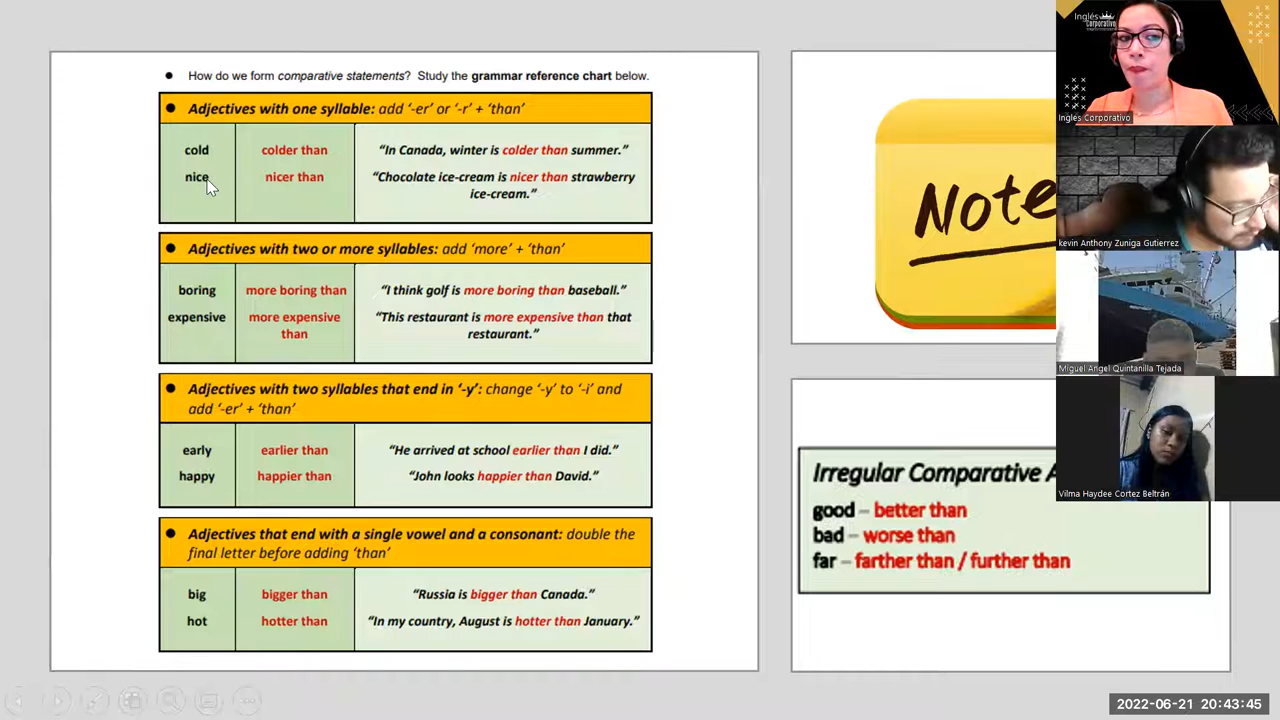 ● How do we form comparative statements? Study the grammar reference chart below.
● Adjectives with one syllable: add ‘-er’ or ‘-r’ + ‘than’
cold colder than “In Canada, winter is colder than summer.”
nice nicer than “Chocolate ice-cream is nicer than strawberry
ice-cream.”
● Adjectives with two or more syllables: add ‘more’ + ‘than’
boring more boring than “I think golf is more boring than baseball.”
expensive more expensive “This restaurant is more expensive than that
than restaurant.”
● Adjectives with two syllables that end in ‘-y’: change ‘-y’ to ‘-i’ and
add ‘-er’ + ‘than’
early earlier than “He arrived at school earlier than I did.”
happy happier than “John looks happier than David.”
● Adjectives that end with a single vowel and a consonant: double the
final letter before adding ‘than’
big bigger than “Russia is bigger than Canada.”
hot hotter than “In my country, August is hotter than January.”
Note
Irregular Comparative A
good – better than
bad – worse than
far – farther than / further than
Inglés
Corporativo
Ingles Corporativo
kevin Anthony Zuniga Gutierrez
Miguel Angel Quintanilla Tejada
Vilma Haydee Cortez Beltrán
2022-06-21 20:43:45